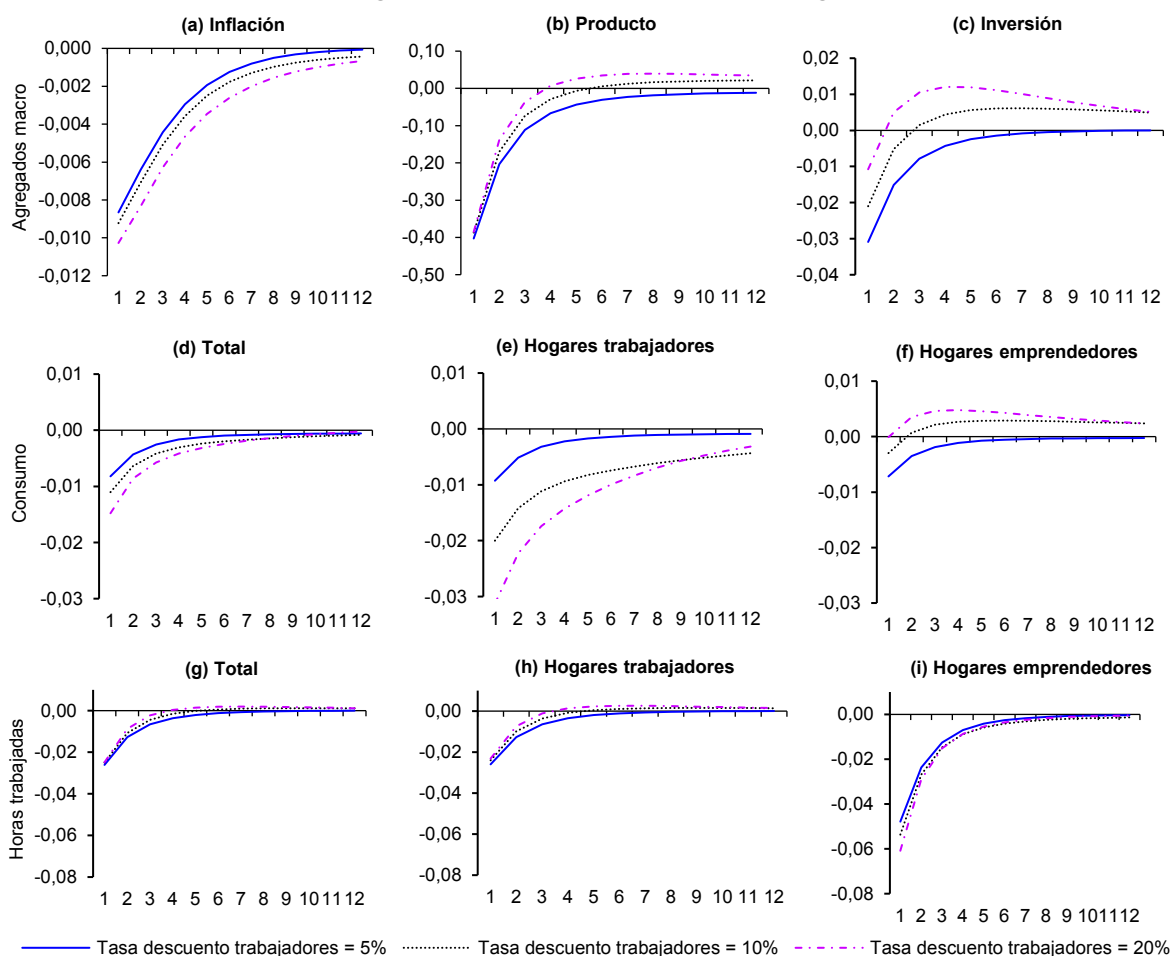 (a) Inflación
(b) Producto
(c) Inversión
Agregados macro
0,000
-0,002
-0,004
-0,006
-0,008
-0,010
-0,012
1 2 3 4 5 6 7 8 9 10 11 12
0,10
0,00
-0,10
-0,20
-0,30
-0,40
-0,50
1 2 3 4 5 6 7 8 9 10 11 12
0,02
0,01
0,00
-0,01
-0,02
-0,03
-0,04
1 2 3 4 5 6 7 8 9 10 11 12
(d) Total
(e) Hogares trabajadores
(f) Hogares emprendedores
Consumo
0,01
0,00
-0,01
-0,02
-0,03
1 2 3 4 5 6 7 8 9 10 11 12
0,01
0,00
-0,01
-0,02
-0,03
1 2 3 4 5 6 7 8 9 10 11 12
0,01
0,00
-0,01
-0,02
-0,03
1 2 3 4 5 6 7 8 9 10 11 12
(g) Total
(h) Hogares trabajadores
(i) Hogares emprendedores
Horas trabajadas
0,00
-0,02
-0,04
-0,06
-0,08
1 2 3 4 5 6 7 8 9 10 11 12
0,00
-0,02
-0,04
-0,06
-0,08
1 2 3 4 5 6 7 8 9 10 11 12
0,00
-0,02
-0,04
-0,06
-0,08
1 2 3 4 5 6 7 8 9 10 11 12
Tasa descuento trabajadores = 5%
Tasa descuento trabajadores = 10%
Tasa descuento trabajadores = 20%